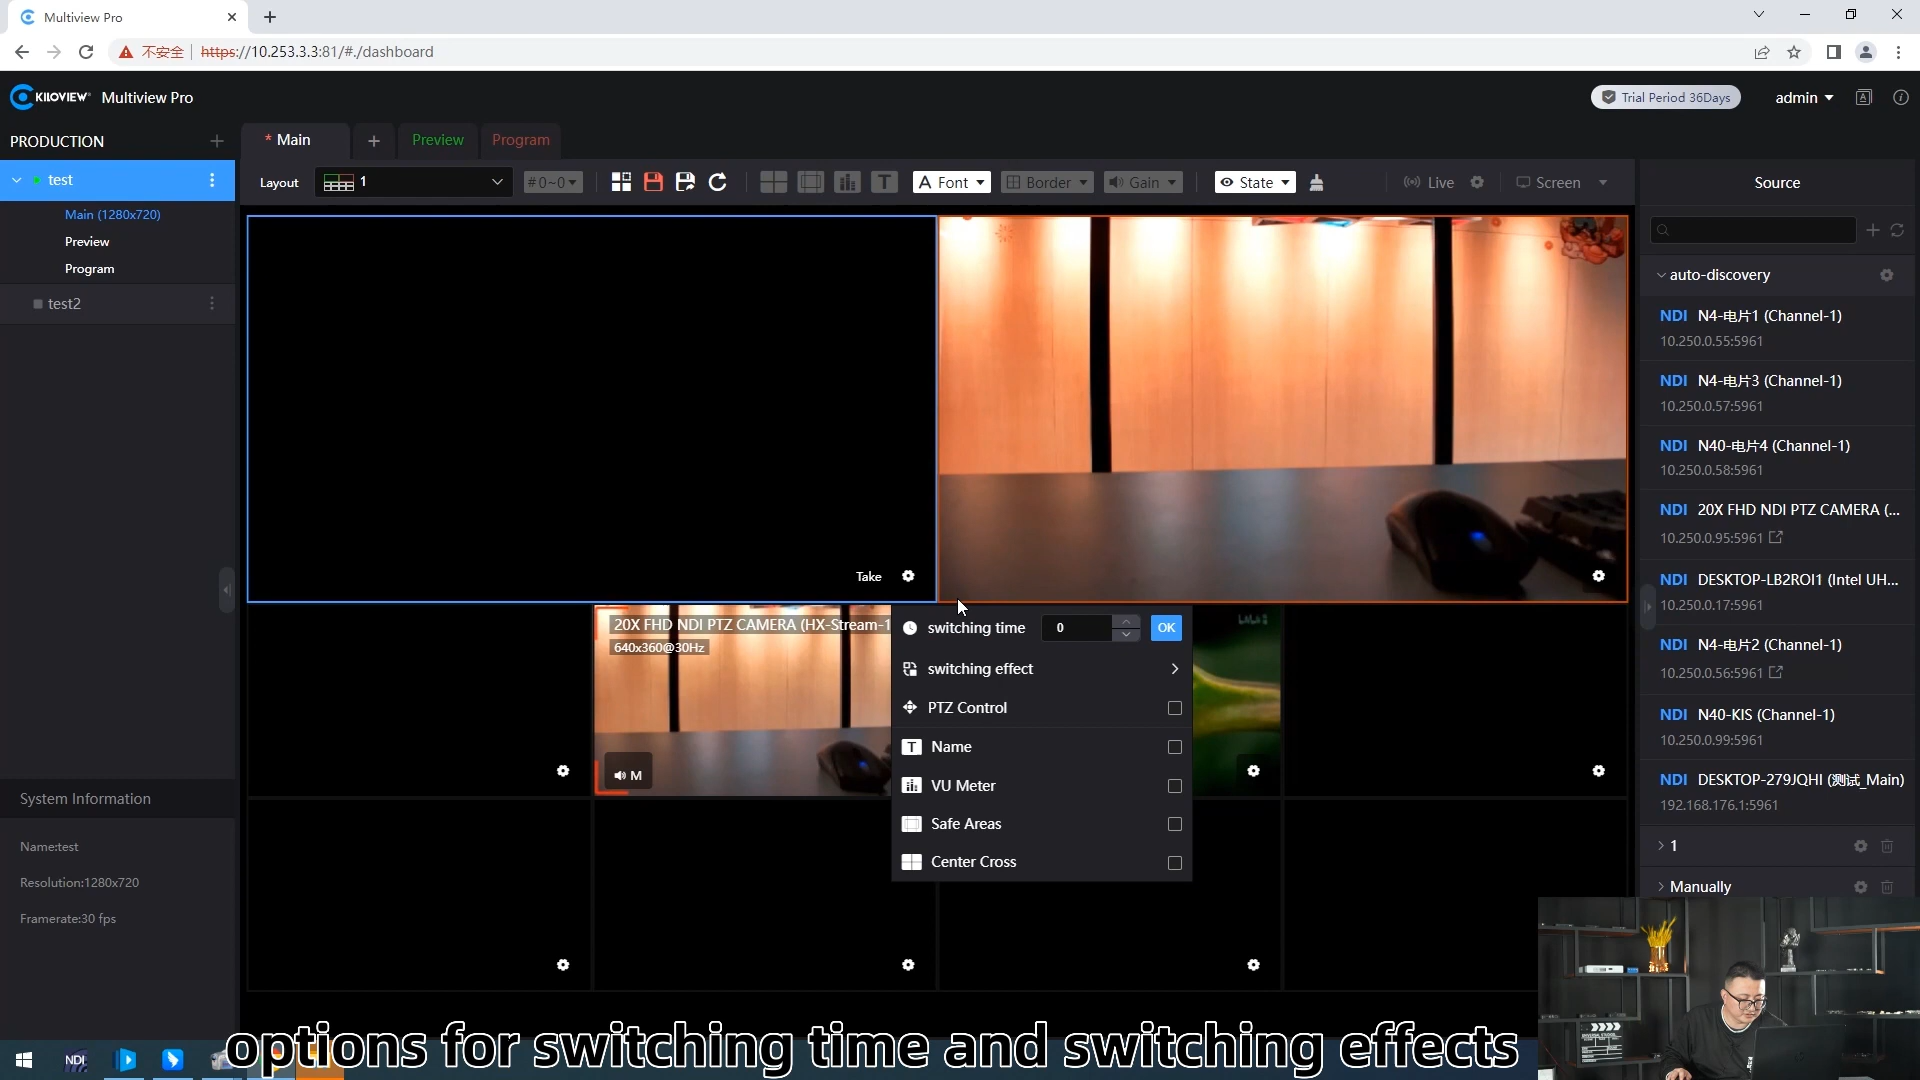 Multiview Pro
不安全 https://10.253.3.3:81/#./dashboard
KILOVIEW Multiview Pro
Trial Period 36Days
admin
PRODUCTION
* Main
Preview
Program
test
Main (1280x720)
Preview
Program
test2
Layout
1
#0~0
T
A Font
Border
Gain
State
Live
Screen
Take
20X FHD NDI PTZ CAMERA (HX-Stream-1
640x360@30Hz
M
switching time 0 OK
switching effect
PTZ Control
T Name
VU Meter
Safe Areas
Center Cross
Source
auto-discovery
NDI N4-电片1 (Channel-1)
10.250.0.55:5961
NDI N4-电片3 (Channel-1)
10.250.0.57:5961
NDI N40-电片4 (Channel-1)
10.250.0.58:5961
NDI 20X FHD NDI PTZ CAMERA (...
10.250.0.95:5961
NDI DESKTOP-LB2ROI1 (Intel UH...
10.250.0.17:5961
NDI N4-电片2 (Channel-1)
10.250.0.56:5961
NDI N40-KIS (Channel-1)
10.250.0.99:5961
NDI DESKTOP-279JQHI (测试_Main)
192.168.176.1:5961
1
Manually
System Information
Name:test
Resolution:1280x720
Framerate:30 fps
options for switching time and switching effects
NDI